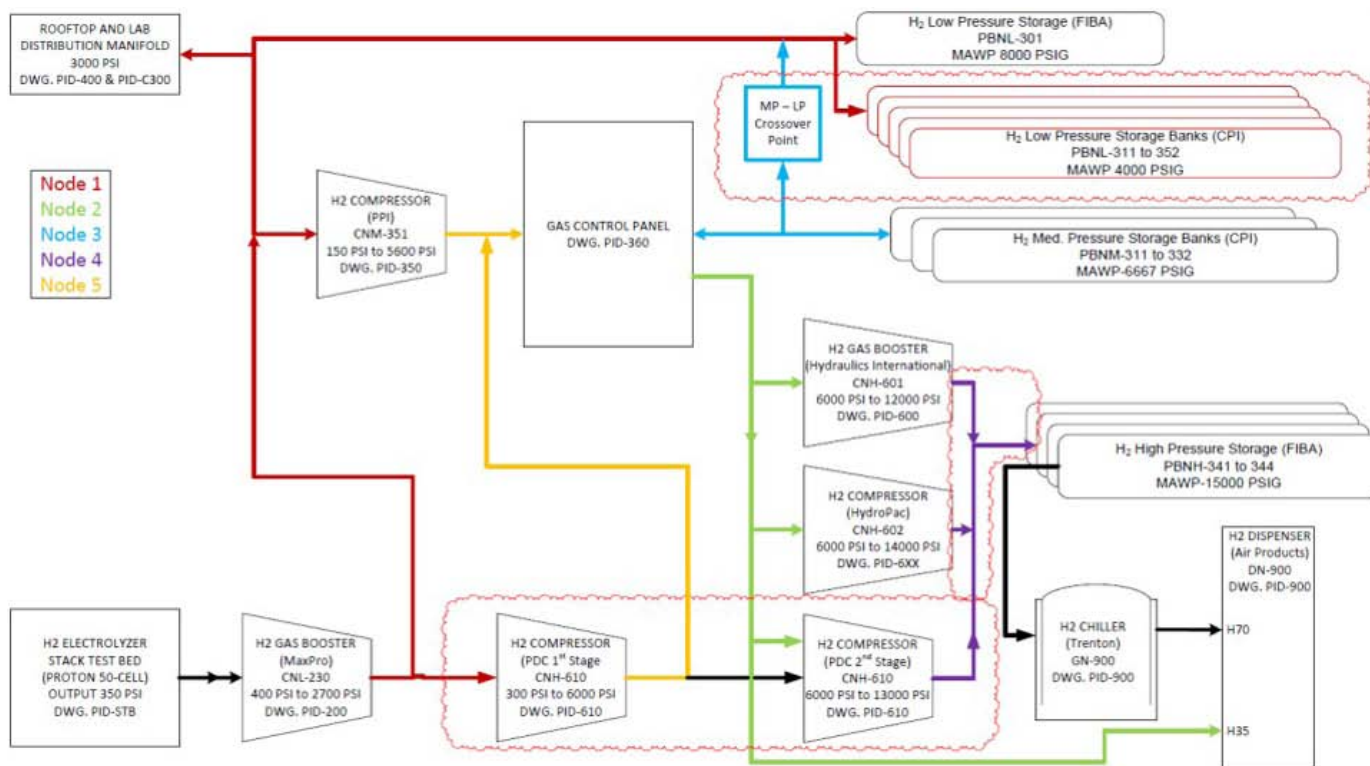 ROOFTOP AND LAB
DISTRIBUTION MANIFOLD
3000 PSI
DWG. PID-400 & PID-C300
H₂ Low Pressure Storage (FIBA)
PBNL-301
MAWP 8000 PSIG
MP – LP
Crossover
Point
H₂ Low Pressure Storage Banks (CPI)
PBNL-311 to 352
MAWP 4000 PSIG
Node 1
Node 2
Node 3
Node 4
Node 5
H2 COMPRESSOR
(PPI)
CNM-351
150 PSI to 5600 PSI
DWG. PID-350
GAS CONTROL PANEL
DWG. PID-360
H₂ Med. Pressure Storage Banks (CPI)
PBNM-311 to 332
MAWP-6667 PSIG
H2 GAS BOOSTER
(Hydraulics International)
CNH-601
6000 PSI to 12000 PSI
DWG. PID-600
H₂ High Pressure Storage (FIBA)
PBNH-341 to 344
MAWP-15000 PSIG
H2 COMPRESSOR
(HydroPac)
CNH-602
6000 PSI to 14000 PSI
DWG. PID-6XX
H2 DISPENSER
(Air Products)
DN-900
DWG. PID-900
H70
H35
H2 ELECTROLYZER
STACK TEST BED
(PROTON 50-CELL)
OUTPUT 350 PSI
DWG. PID-STB
H2 GAS BOOSTER
(MaxPro)
CNL-230
400 PSI to 2700 PSI
DWG. PID-200
H2 COMPRESSOR
(PDC 1st Stage)
CNH-610
300 PSI to 6000 PSI
DWG. PID-610
H2 COMPRESSOR
(PDC 2nd Stage)
CNH-610
6000 PSI to 13000 PSI
DWG. PID-610
H2 CHILLER
(Trenton)
GN-900
DWG. PID-900